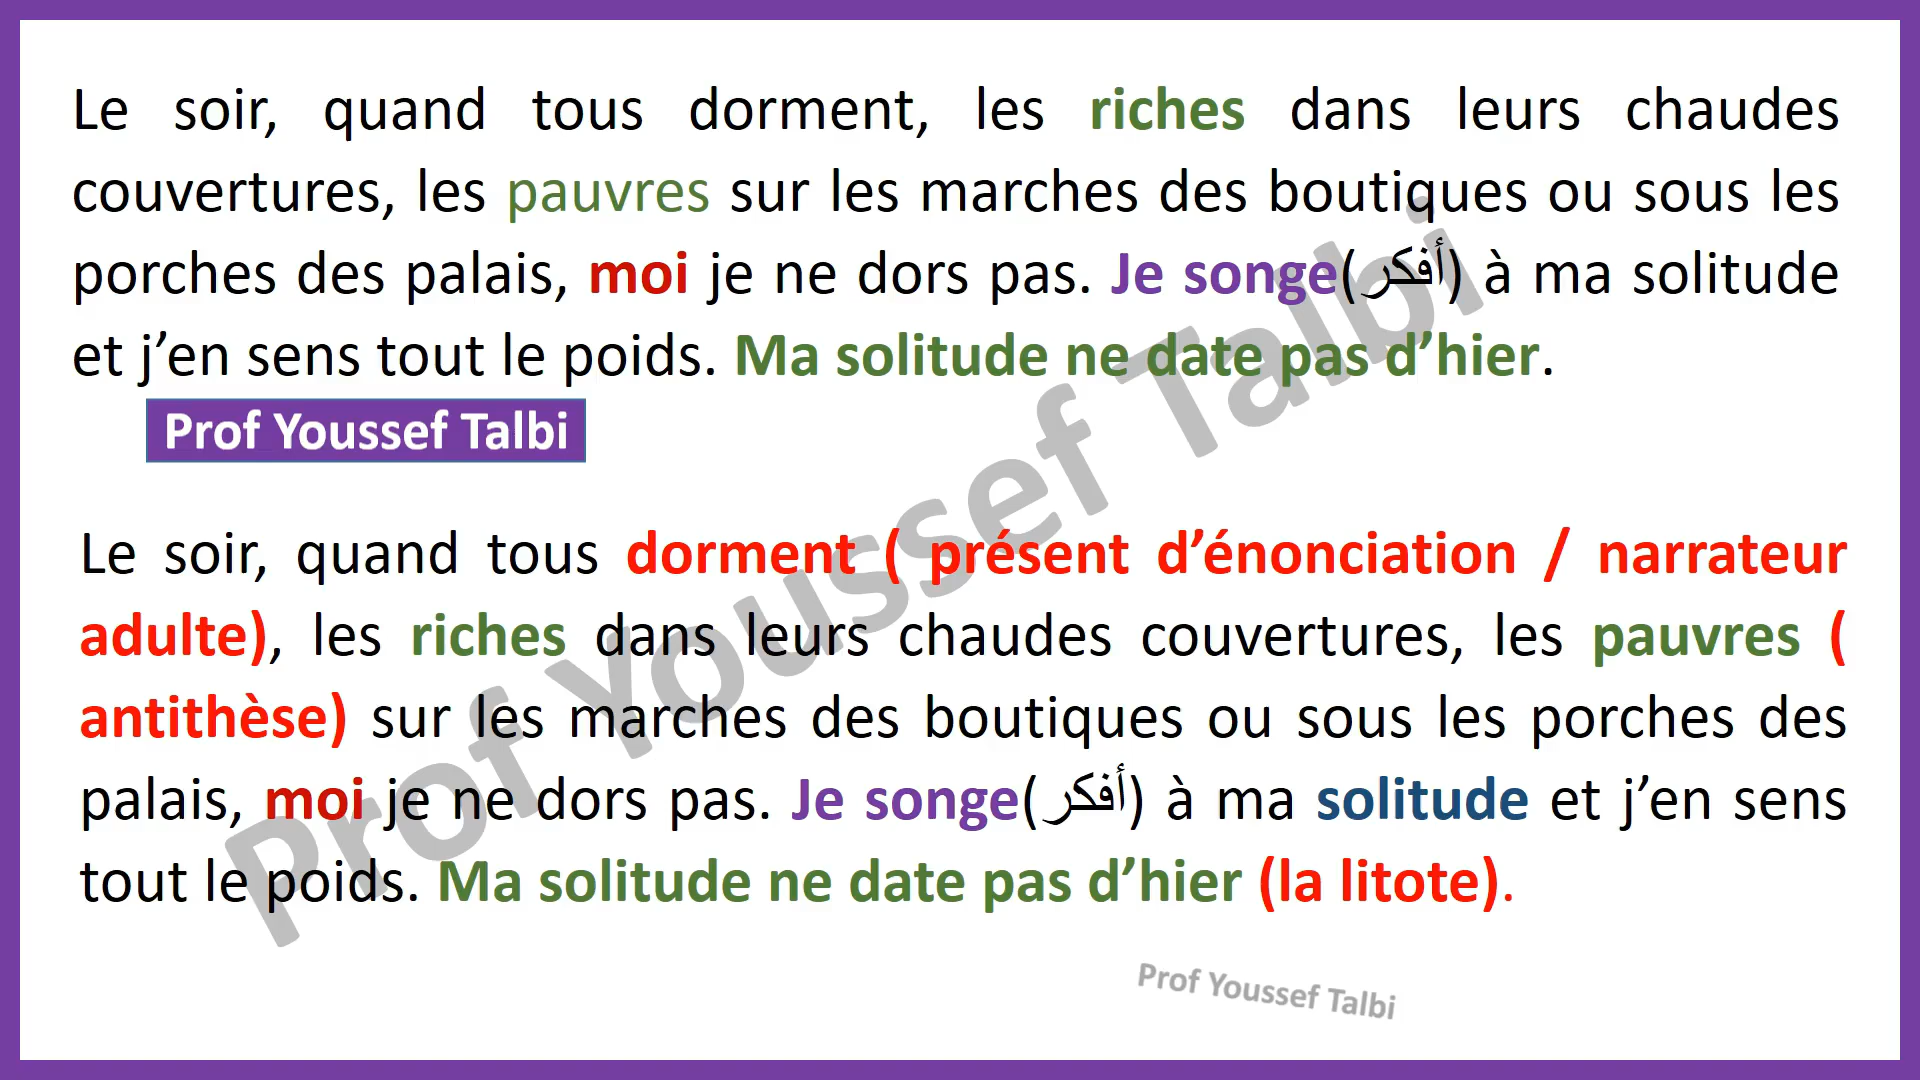 Le soir, quand tous dorment, les riches dans leurs chaudes
couvertures, les pauvres sur les marches des boutiques ou sous les
porches des palais, moi je ne dors pas. Je songe(أفكر) à ma solitude
et j’en sens tout le poids. Ma solitude ne date pas d’hier.
Prof Youssef Talbi
Le soir, quand tous dorment ( présent d’énonciation / narrateur
adulte), les riches dans leurs chaudes couvertures, les pauvres (
antithèse) sur les marches des boutiques ou sous les porches des
palais, moi je ne dors pas. Je songe(أفكر) à ma solitude et j’en sens
tout le poids. Ma solitude ne date pas d’hier (la litote).
Prof Youssef Talbi
Prof Youssef Talbi